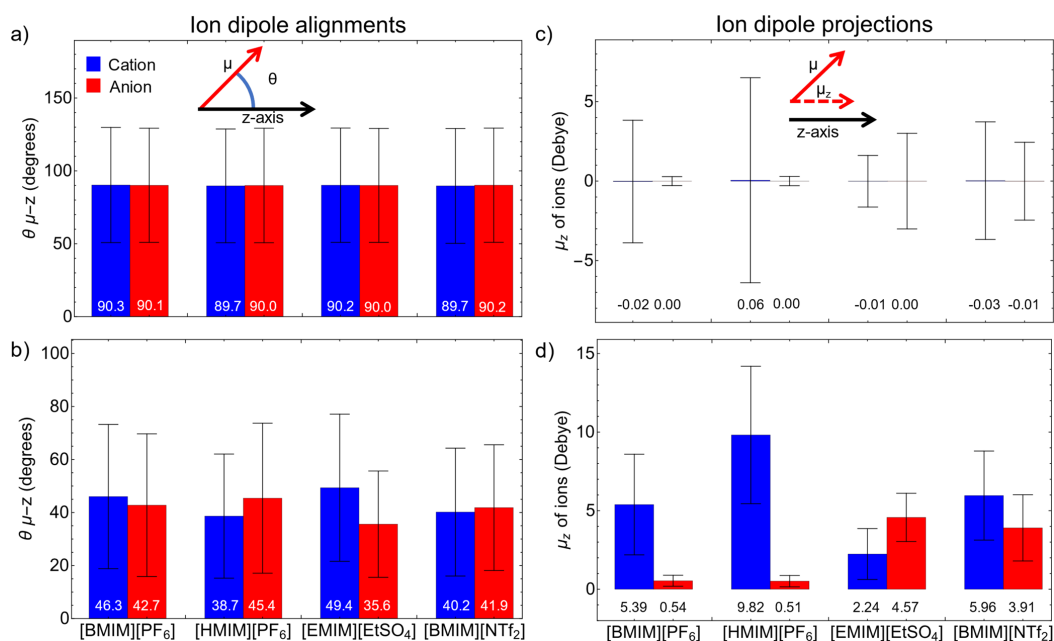 Ion dipole alignments
a)
θ μ−z (degrees)
150
100
50
0
Cation
Anion
μ
θ
z-axis
90.3 90.1 89.7 90.0 90.2 90.0 89.7 90.2
Ion dipole projections
c)
μz of ions (Debye)
5
0
−5
μ
μz
z-axis
-0.02 0.00 0.06 0.00 -0.01 0.00 -0.03 -0.01
b)
θ μ−z (degrees)
100
80
60
40
20
0
46.3 42.7 38.7 45.4 49.4 35.6 40.2 41.9
[BMIM][PF6] [HMIM][PF6] [EMIM][EtSO4] [BMIM][NTf2]
d)
μz of ions (Debye)
15
10
5
0
5.39 0.54 9.82 0.51 2.24 4.57 5.96 3.91
[BMIM][PF6] [HMIM][PF6] [EMIM][EtSO4] [BMIM][NTf2]